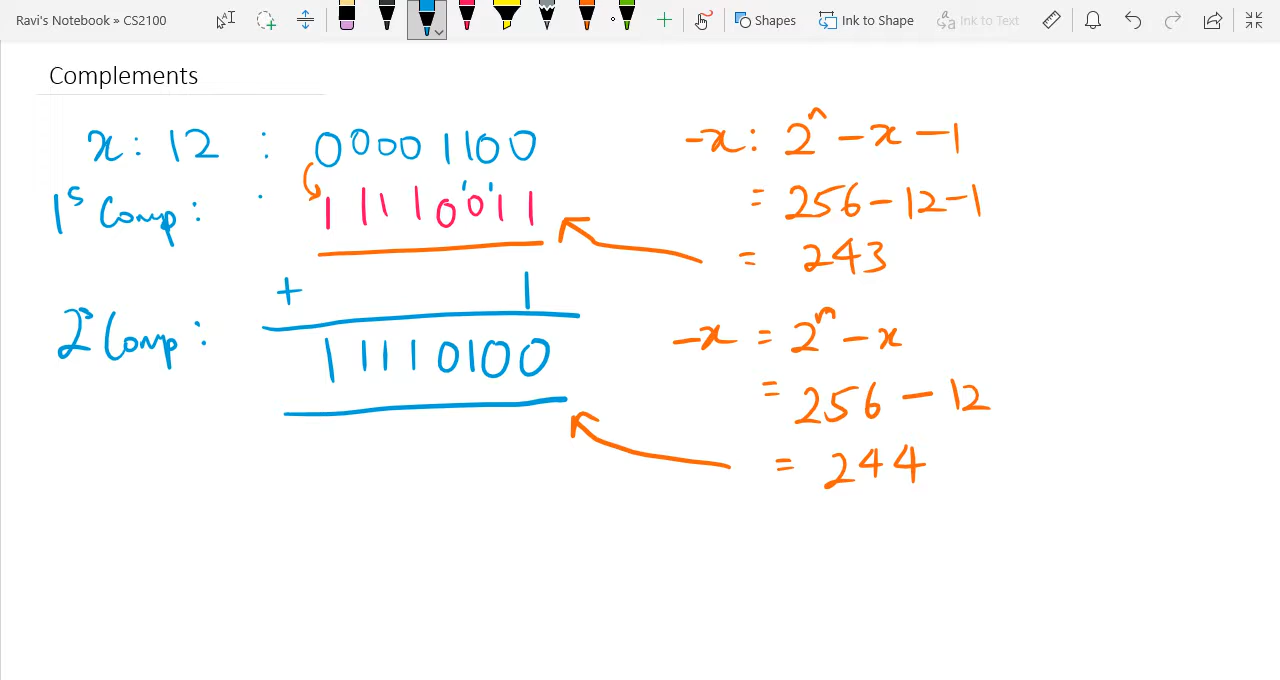 Ravi's Notebook » CS2100
Shapes
Ink to Shape
Ink to Text
Complements
x: 12 : 00001100
1s Comp: 11110011
+ 1
2s Comp: 11110100
-x: 2^n - x - 1
= 256 - 12 - 1
= 243
-x = 2^n - x
= 256 - 12
= 244